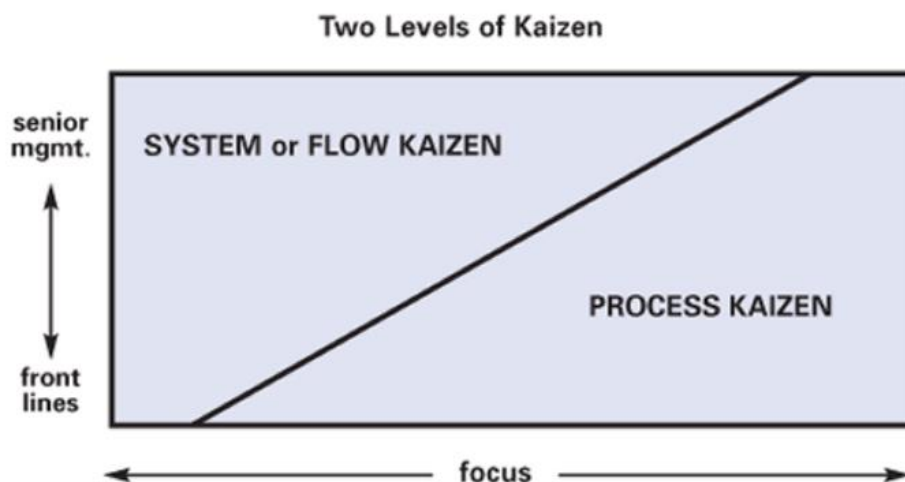 Two Levels of Kaizen
senior
mgmt.
SYSTEM or FLOW KAIZEN
PROCESS KAIZEN
front
lines
focus